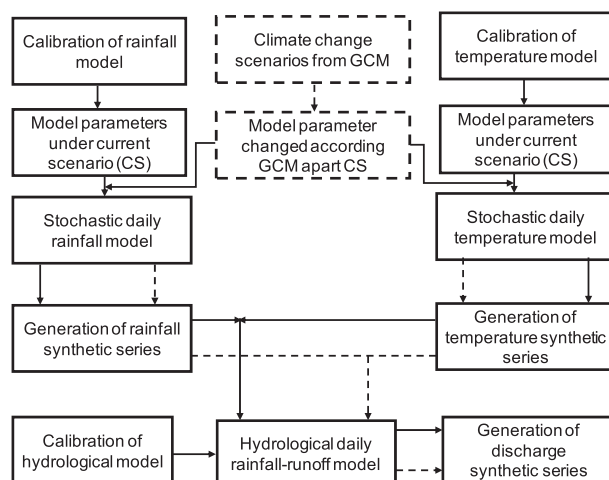 Calibration of rainfall
model
Climate change
scenarios from GCM
Calibration of
temperature model
Model parameters
under current
scenario (CS)
Model parameter
changed according
GCM apart CS
Model parameters
under current
scenario (CS)
Stochastic daily
rainfall model
Stochastic daily
temperature model
Generation of rainfall
synthetic series
Generation of
temperature synthetic
series
Calibration of
hydrological model
Hydrological daily
rainfall-runoff model
Generation of
discharge
synthetic series